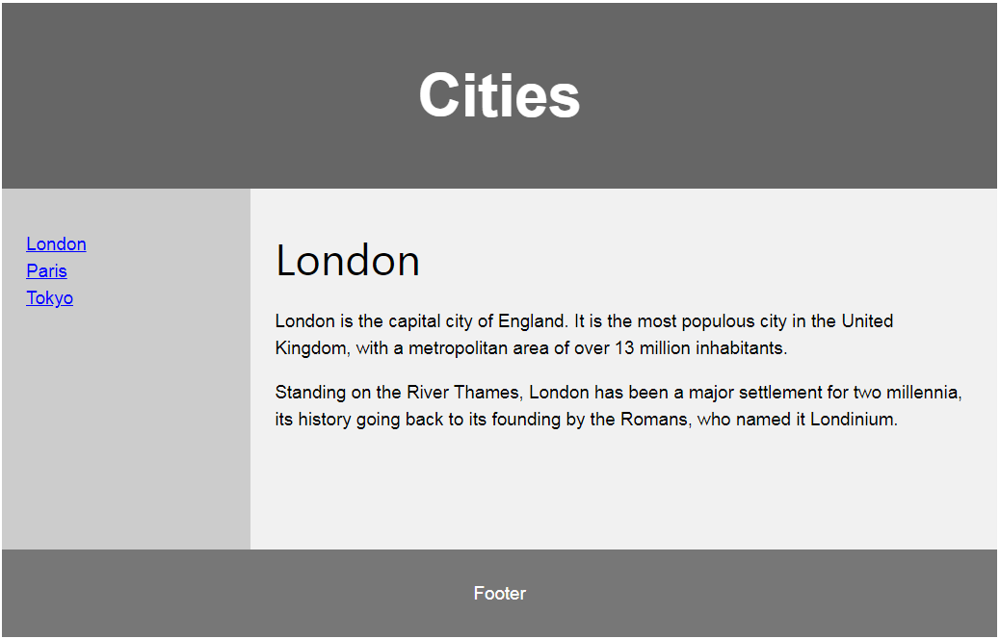 Cities
London
Paris
Tokyo
London
London is the capital city of England. It is the most populous city in the United
Kingdom, with a metropolitan area of over 13 million inhabitants.
Standing on the River Thames, London has been a major settlement for two millennia,
its history going back to its founding by the Romans, who named it Londinium.
Footer